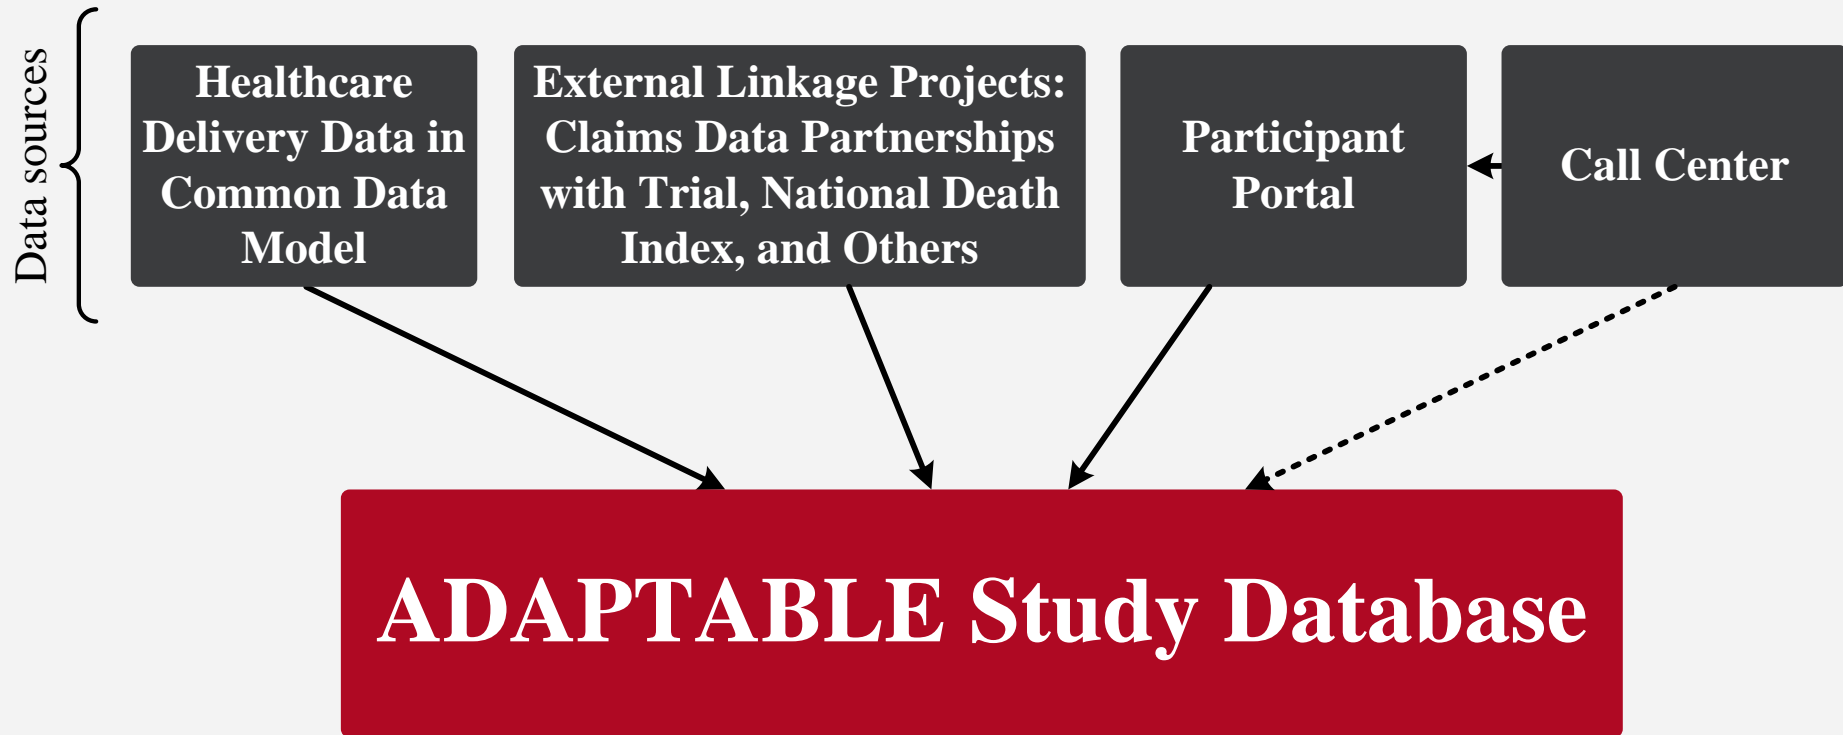 Data sources
Healthcare
Delivery Data in
Common Data
Model
External Linkage Projects:
Claims Data Partnerships
with Trial, National Death
Index, and Others
Participant
Portal
Call Center
ADAPTABLE Study Database